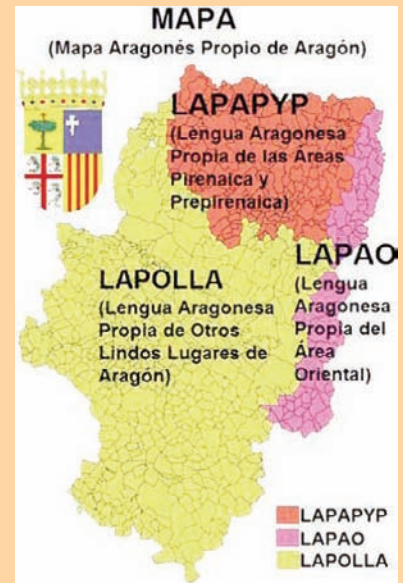 MAPA
(Mapa Aragonés Propio de Aragón)
LAPAPYP
(Lengua Aragonesa
Propia de las Áreas
Pirenaica y
Prepirenaica)
LAPAO
(Lengua
Aragonesa
Propia del
Área
Oriental)
LAPOLLA
(Lengua Aragonesa
Propia de Otros
Lindos Lugares de
Aragón)
LAPAPYP
LAPAO
LAPOLLA